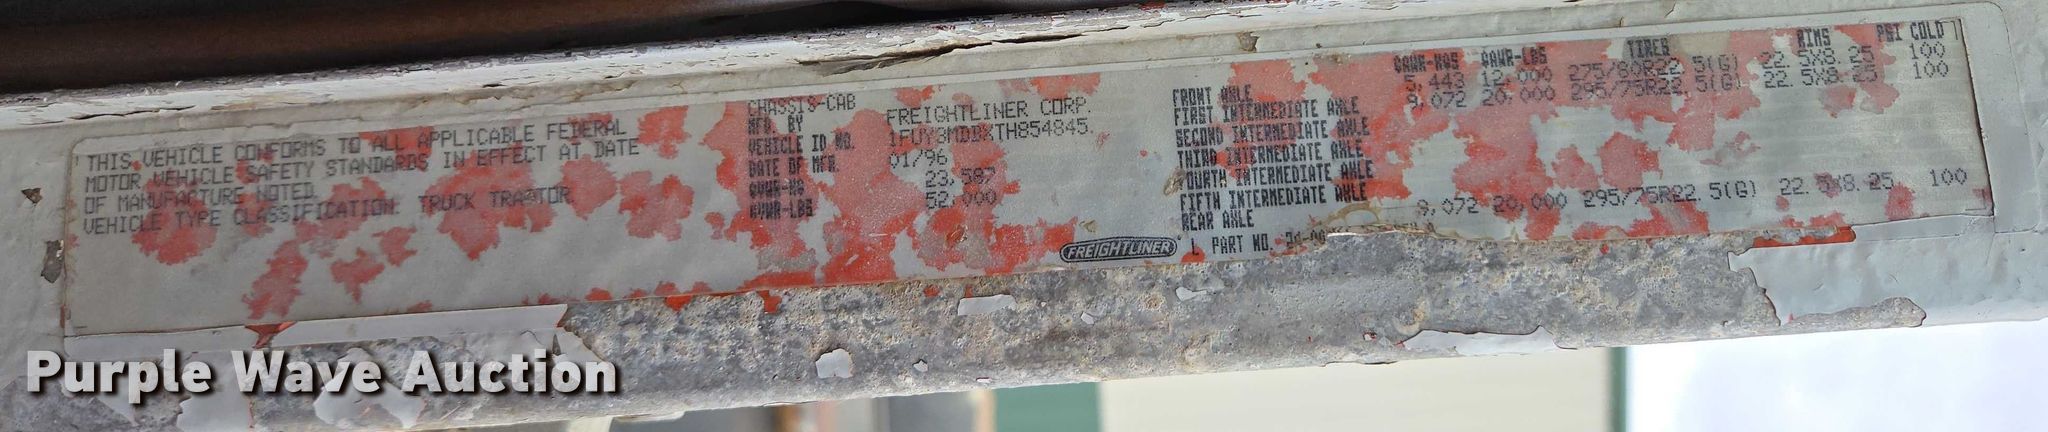 THIS VEHICLE CONFORMS TO ALL APPLICABLE FEDERAL
MOTOR VEHICLE SAFETY STANDARDS IN EFFECT AT DATE
OF MANUFACTURE NOTED.
VEHICLE TYPE CLASSIFICATION. TRUCK TRACTOR
CHASSIS-CAB
MFD. BY FREIGHTLINER CORP.
VEHICLE ID NO. 1FUY3MDBXTH854845.
DATE OF MFR. 01/96
GVWR-KG 23,587
GVWR-LBS 52,000
FREIGHTLINER
GAWR-KGS GAWR-LBS TIRES RIMS PSI COLD
FRONT AXLE 5,443 12,000 275/80R22.5(G) 22.5X8.25 100
FIRST INTERMEDIATE AXLE 9,072 20,000 295/75R22.5(G) 22.5X8.25 100
SECOND INTERMEDIATE AXLE
THIRD INTERMEDIATE AXLE
FOURTH INTERMEDIATE AXLE
FIFTH INTERMEDIATE AXLE
REAR AXLE 9,072 20,000 295/75R22.5(G) 22.5X8.25 100
PART NO.
Purple Wave Auction